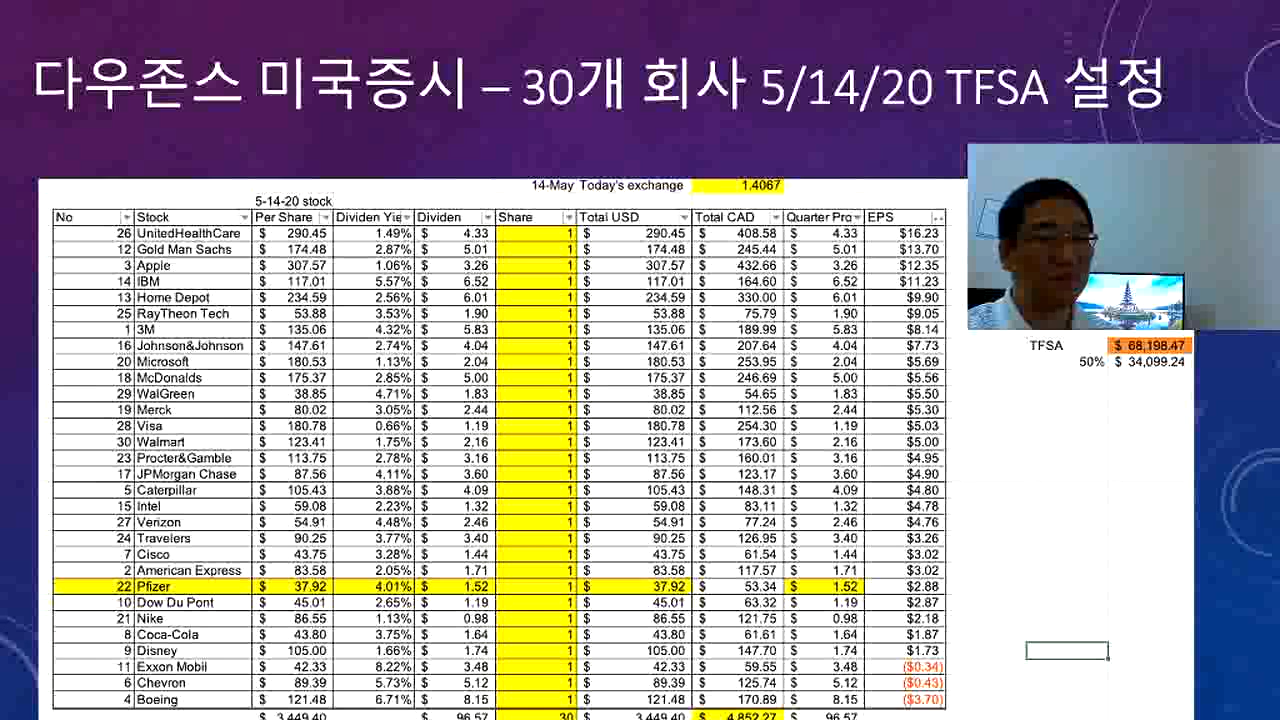 다우존스 미국증시 – 30개 회사 5/14/20 TFSA 설정
14-May Today's exchange 1.4067
5-14-20 stock
No Stock Per Share Dividen Yie Dividen Share Total USD Total CAD Quarter Pro EPS
26 UnitedHealthCare $ 290.45 1.49% $ 4.33 1 $ 290.45 $ 408.58 $ 4.33 $16.23
12 Gold Man Sachs $ 174.48 2.87% $ 5.01 1 $ 174.48 $ 245.44 $ 5.01 $13.70
3 Apple $ 307.57 1.06% $ 3.26 1 $ 307.57 $ 432.66 $ 3.26 $12.35
14 IBM $ 117.01 5.57% $ 6.52 1 $ 117.01 $ 164.60 $ 6.52 $11.23
13 Home Depot $ 234.59 2.56% $ 6.01 1 $ 234.59 $ 330.00 $ 6.01 $9.90
25 RayTheon Tech $ 53.88 3.53% $ 1.90 1 $ 53.88 $ 75.79 $ 1.90 $9.05
1 3M $ 135.06 4.32% $ 5.83 1 $ 135.06 $ 189.99 $ 5.83 $8.14
16 Johnson&Johnson $ 147.61 2.74% $ 4.04 1 $ 147.61 $ 207.64 $ 4.04 $7.73
TFSA $ 68,198.47
20 Microsoft $ 180.53 1.13% $ 2.04 1 $ 180.53 $ 253.95 $ 2.04 $5.69
50% $ 34,099.24
18 McDonalds $ 175.37 2.85% $ 5.00 1 $ 175.37 $ 246.69 $ 5.00 $5.56
29 WalGreen $ 38.85 4.71% $ 1.83 1 $ 38.85 $ 54.65 $ 1.83 $5.50
19 Merck $ 80.02 3.05% $ 2.44 1 $ 80.02 $ 112.56 $ 2.44 $5.30
28 Visa $ 180.78 0.66% $ 1.19 1 $ 180.78 $ 254.30 $ 1.19 $5.03
30 Walmart $ 123.41 1.75% $ 2.16 1 $ 123.41 $ 173.60 $ 2.16 $5.00
23 Procter&Gamble $ 113.75 2.78% $ 3.16 1 $ 113.75 $ 160.01 $ 3.16 $4.95
17 JPMorgan Chase $ 87.56 4.11% $ 3.60 1 $ 87.56 $ 123.17 $ 3.60 $4.90
5 Caterpillar $ 105.43 3.88% $ 4.09 1 $ 105.43 $ 148.31 $ 4.09 $4.80
15 Intel $ 59.08 2.23% $ 1.32 1 $ 59.08 $ 83.11 $ 1.32 $4.78
27 Verizon $ 54.91 4.48% $ 2.46 1 $ 54.91 $ 77.24 $ 2.46 $4.76
24 Travelers $ 90.25 3.77% $ 3.40 1 $ 90.25 $ 126.95 $ 3.40 $3.26
7 Cisco $ 43.75 3.28% $ 1.44 1 $ 43.75 $ 61.54 $ 1.44 $3.02
2 American Express $ 83.58 2.05% $ 1.71 1 $ 83.58 $ 117.57 $ 1.71 $3.02
22 Pfizer $ 37.92 4.01% $ 1.52 1 $ 37.92 $ 53.34 $ 1.52 $2.88
10 Dow Du Pont $ 45.01 2.65% $ 1.19 1 $ 45.01 $ 63.32 $ 1.19 $2.87
21 Nike $ 86.55 1.13% $ 0.98 1 $ 86.55 $ 121.75 $ 0.98 $2.18
8 Coca-Cola $ 43.80 3.75% $ 1.64 1 $ 43.80 $ 61.61 $ 1.64 $1.87
9 Disney $ 105.00 1.66% $ 1.74 1 $ 105.00 $ 147.70 $ 1.74 $1.73
11 Exxon Mobil $ 42.33 8.22% $ 3.48 1 $ 42.33 $ 59.55 $ 3.48 ($0.34)
6 Chevron $ 89.39 5.73% $ 5.12 1 $ 89.39 $ 125.74 $ 5.12 ($0.43)
4 Boeing $ 121.48 6.71% $ 8.15 1 $ 121.48 $ 170.89 $ 8.15 ($3.70)
$ 3,449.40 $ 96.57 30 $ 3,449.40 $ 4,852.27 $ 96.57